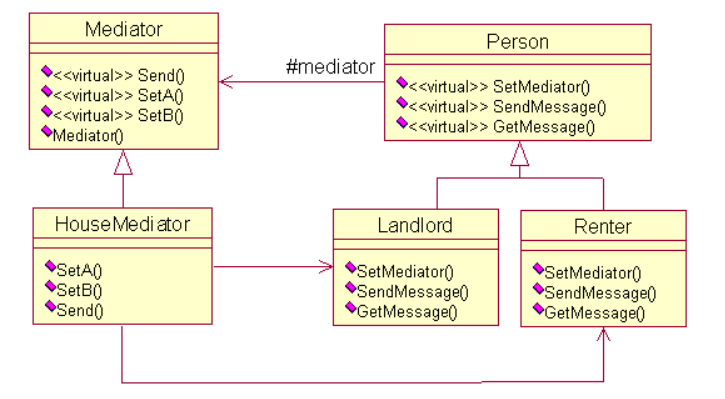 Mediator
<<virtual>> Send()
<<virtual>> SetA()
<<virtual>> SetB()
Mediator()
#mediator
Person
<<virtual>> SetMediator()
<<virtual>> SendMessage()
<<virtual>> GetMessage()
HouseMediator
SetA()
SetB()
Send()
Landlord
SetMediator()
SendMessage()
GetMessage()
Renter
SetMediator()
SendMessage()
GetMessage()